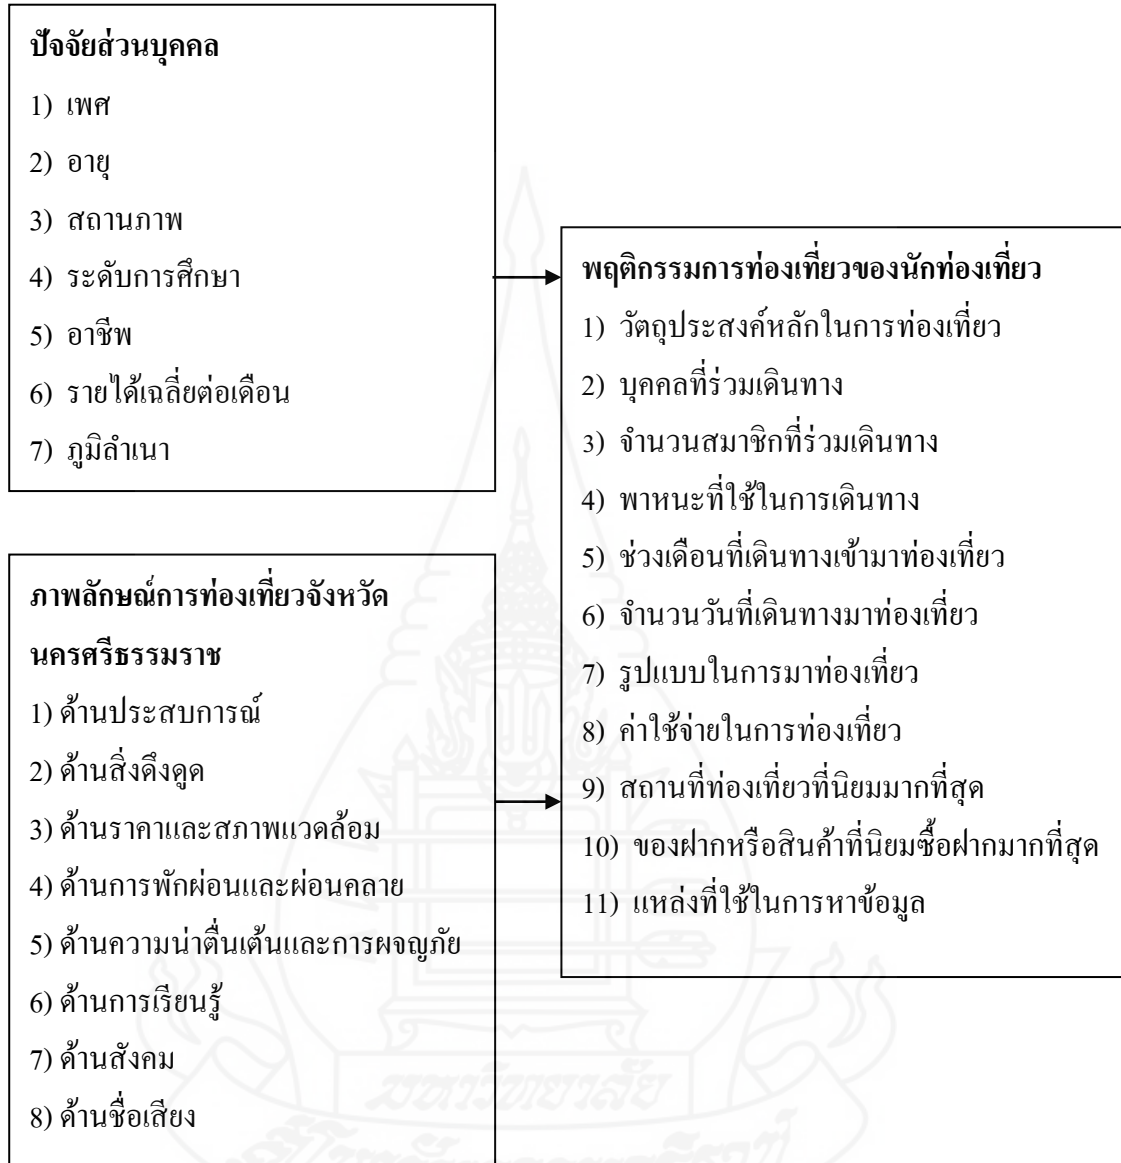 ปัจจัยส่วนบุคคล
1) เพศ
2) อายุ
3) สถานภาพ
4) ระดับการศึกษา
5) อาชีพ
6) รายได้เฉลี่ยต่อเดือน
7) ภูมิลำเนา
ภาพลักษณ์การท่องเที่ยวจังหวัด
นครศรีธรรมราช
1) ด้านประสบการณ์
2) ด้านสิ่งดึงดูด
3) ด้านราคาและสภาพแวดล้อม
4) ด้านการพักผ่อนและผ่อนคลาย
5) ด้านความน่าตื่นเต้นและการผจญภัย
6) ด้านการเรียนรู้
7) ด้านสังคม
8) ด้านชื่อเสียง
พฤติกรรมการท่องเที่ยวของนักท่องเที่ยว
1) วัตถุประสงค์หลักในการท่องเที่ยว
2) บุคคลที่ร่วมเดินทาง
3) จำนวนสมาชิกที่ร่วมเดินทาง
4) พาหนะที่ใช้ในการเดินทาง
5) ช่วงเดือนที่เดินทางเข้ามาท่องเที่ยว
6) จำนวนวันที่เดินทางมาท่องเที่ยว
7) รูปแบบในการมาท่องเที่ยว
8) ค่าใช้จ่ายในการท่องเที่ยว
9) สถานที่ท่องเที่ยวที่นิยมมากที่สุด
10) ของฝากหรือสินค้าที่นิยมซื้อฝากมากที่สุด
11) แหล่งที่ใช้ในการหาข้อมูล
มหาวิทยาลัย